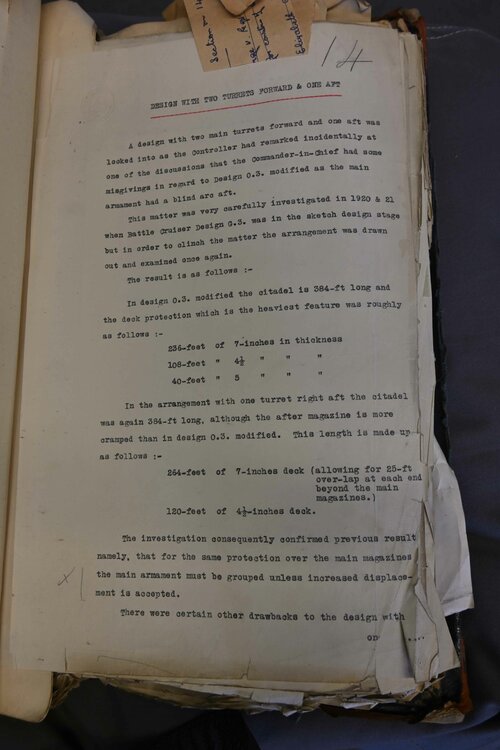 Section 14
Elizabeth
14
DESIGN WITH TWO TURRETS FORWARD & ONE AFT
A design with two main turrets forward and one aft was
looked into as the Controller had remarked incidentally at
one of the discussions that the Commander-in-Chief had some
misgivings in regard to Design O.3. modified as the main
armament had a blind arc aft.
This matter was very carefully investigated in 1920 & 21
when Battle Cruiser Design G.3. was in the sketch design stage
but in order to clinch the matter the arrangement was drawn
out and examined once again.
The result is as follows :-
In design O.3. modified the citadel is 384-ft long and
the deck protection which is the heaviest feature was roughly
as follows :-
236-feet of 7-inches in thickness
108-feet " 4½ " " "
40-feet " 5 " " "
In the arrangement with one turret right aft the citadel
was again 384-ft long, although the after magazine is more
cramped than in design O.3. modified. This length is made up
as follows :-
264-feet of 7-inches deck (allowing for 25-ft
over-lap at each end
beyond the main
magazines.)
120-feet of 4½-inches deck.
The investigation consequently confirmed previous result
namely, that for the same protection over the main magazines
the main armament must be grouped unless increased displace-
ment is accepted.
There were certain other drawbacks to the design with
on ....